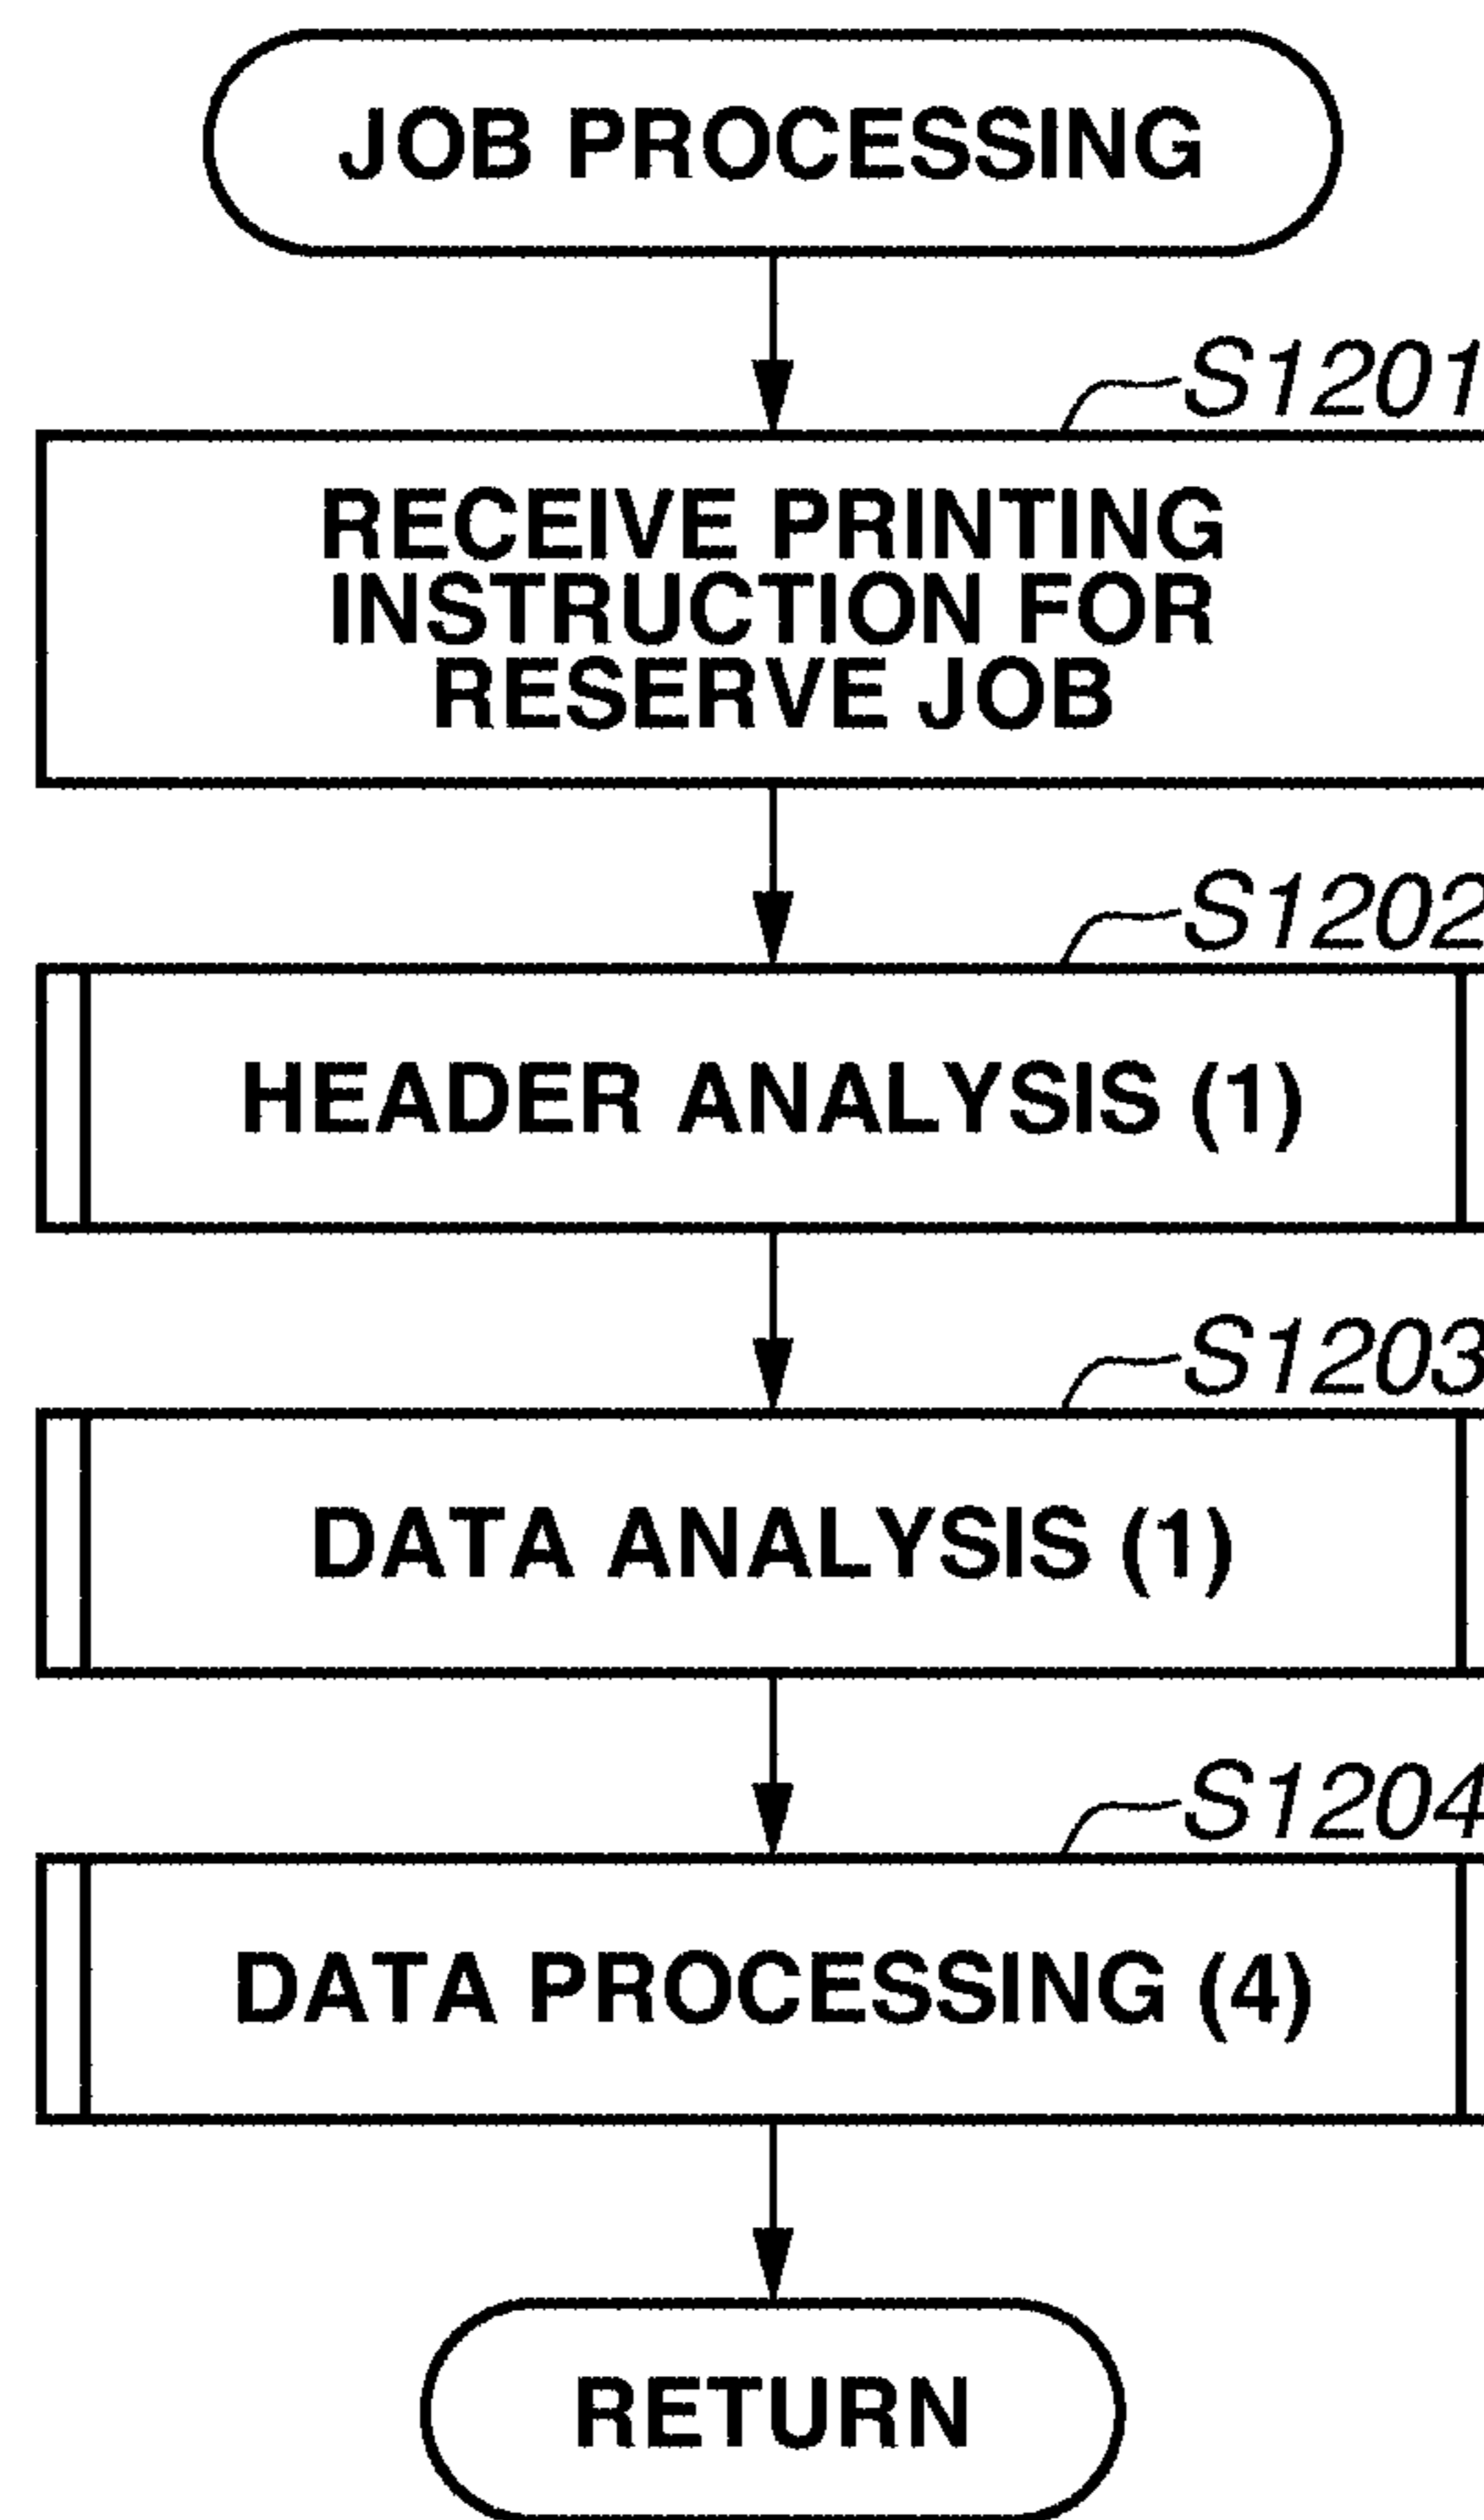 JOB PROCESSING
S1201
RECEIVE PRINTING
INSTRUCTION FOR
RESERVE JOB
S1202
HEADER ANALYSIS (1)
S1203
DATA ANALYSIS (1)
S1204
DATA PROCESSING (4)
RETURN